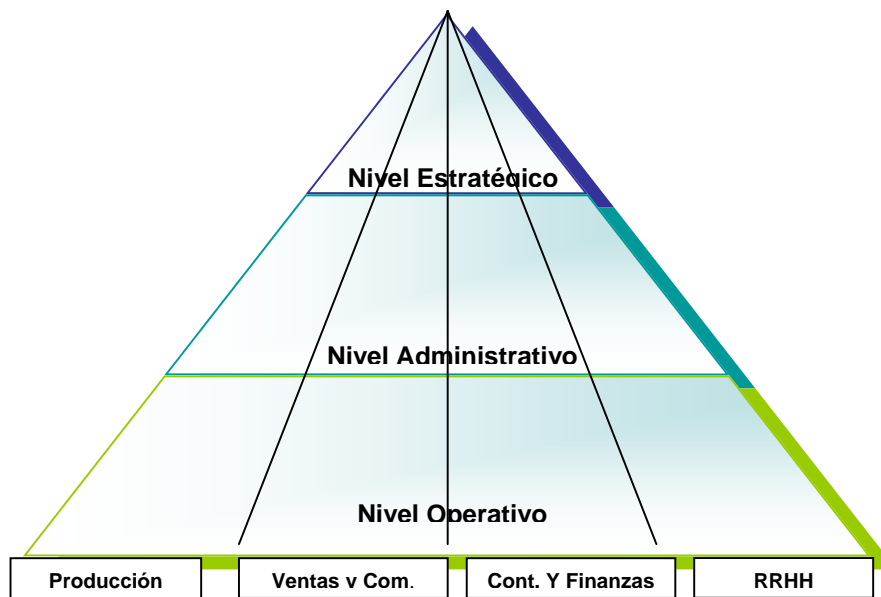 Nivel Estratégico
Nivel Administrativo
Nivel Operativo
Producción
Ventas y Com.
Cont. Y Finanzas
RRHH